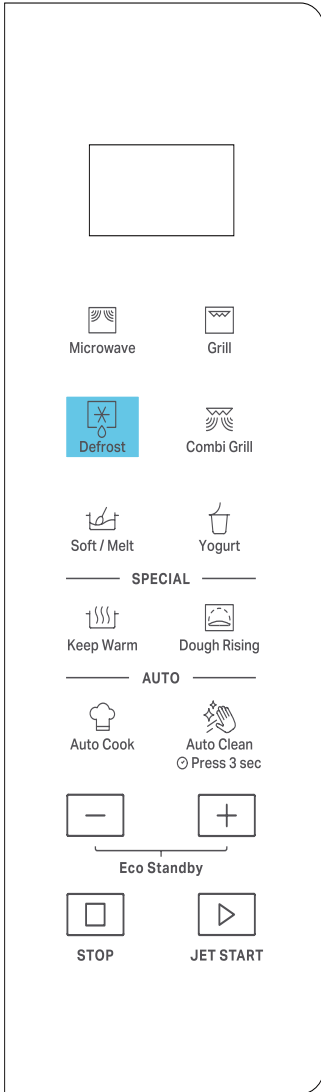 Microwave Grill
Defrost Combi Grill
Soft / Melt Yogurt
SPECIAL
Keep Warm Dough Rising
AUTO
Auto Cook Auto Clean
Press 3 sec
Eco Standby
STOP JET START